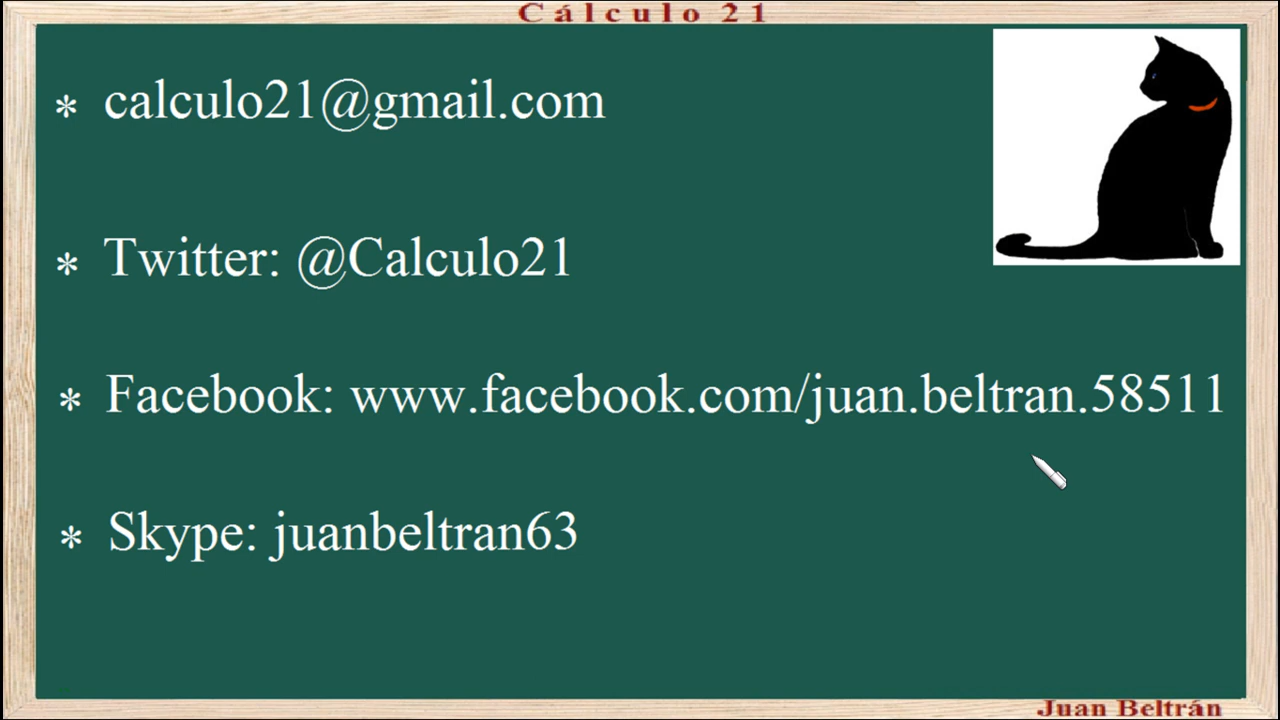 Cálculo 21
* calculo21@gmail.com
* Twitter: @Calculo21
* Facebook: www.facebook.com/juan.beltran.58511
* Skype: juanbeltran63
Juan Beltrán